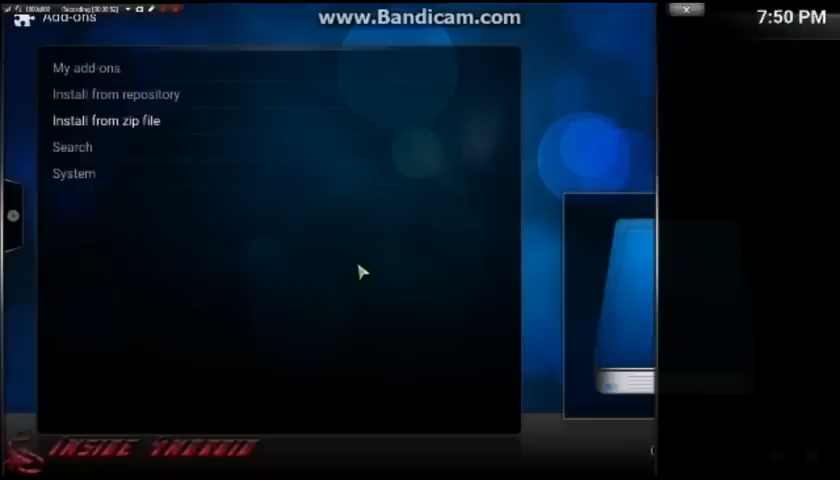 www.Bandicam.com
7:50 PM
Add-ons
My add-ons
Install from repository
Install from zip file
Search
System